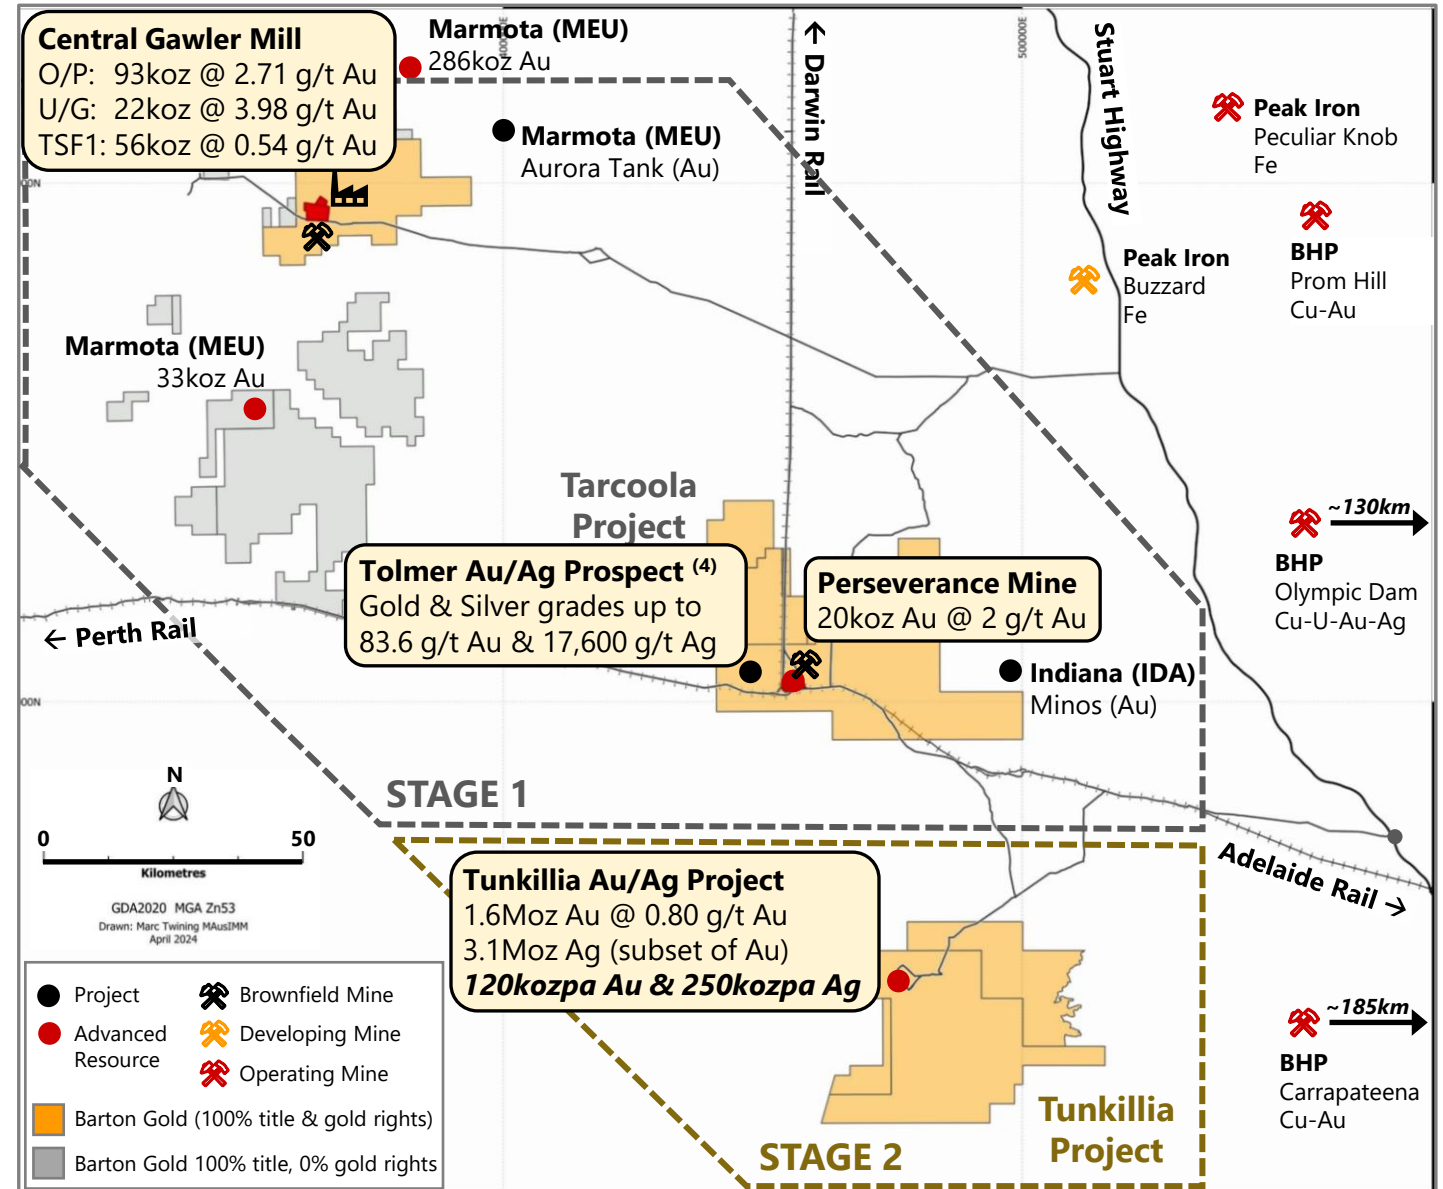 Central Gawler Mill
O/P: 93koz @ 2.71 g/t Au
U/G: 22koz @ 3.98 g/t Au
TSF1: 56koz @ 0.54 g/t Au
Marmota (MEU)
286koz Au
Marmota (MEU)
Aurora Tank (Au)
← Darwin Rail
500000E
Stuart Highway
Peak Iron
Peculiar Knob
Fe
BHP
Prom Hill
Cu-Au
Peak Iron
Buzzard
Fe
Marmota (MEU)
33koz Au
Tarcoola
Project
~130km
BHP
Olympic Dam
Cu-U-Au-Ag
Tolmer Au/Ag Prospect (4)
Gold & Silver grades up to
83.6 g/t Au & 17,600 g/t Ag
Perseverance Mine
20koz Au @ 2 g/t Au
← Perth Rail
Indiana (IDA)
Minos (Au)
00N
STAGE 1
N
0 50
Kilometres
GDA2020 MGA Zn53
Drawn: Marc Twining MAusIMM
April 2024
Adelaide Rail →
Tunkillia Au/Ag Project
1.6Moz Au @ 0.80 g/t Au
3.1Moz Ag (subset of Au)
120kozpa Au & 250kozpa Ag
~185km
BHP
Carrapateena
Cu-Au
Tunkillia
Project
STAGE 2
Project
Advanced
Resource
Brownfield Mine
Developing Mine
Operating Mine
Barton Gold (100% title & gold rights)
Barton Gold 100% title, 0% gold rights